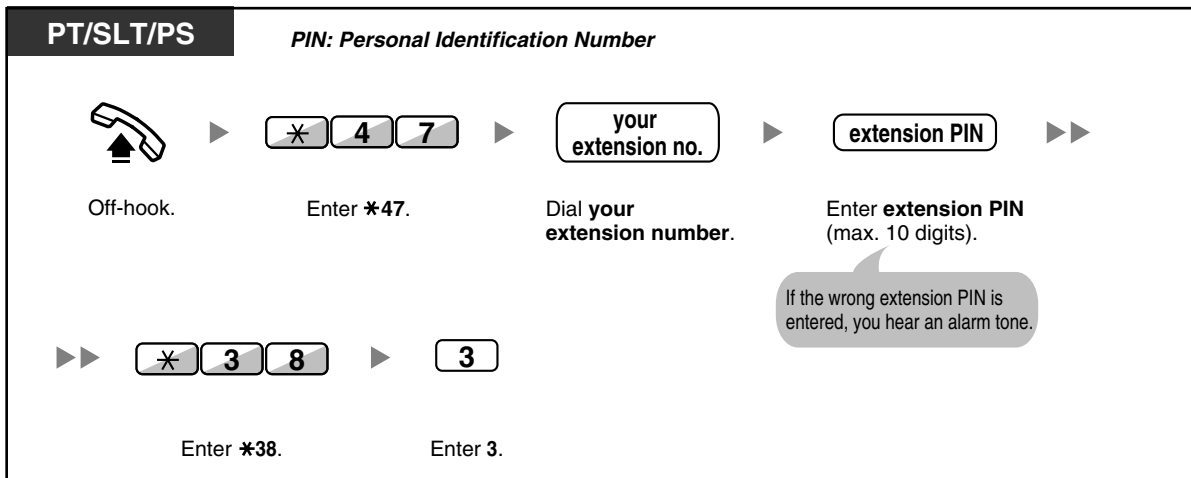 PT/SLT/PS
PIN: Personal Identification Number
✳ 4 7
your
extension no.
extension PIN
Off-hook.
Enter ✳47.
Dial your
extension number.
Enter extension PIN
(max. 10 digits).
If the wrong extension PIN is
entered, you hear an alarm tone.
✳ 3 8
3
Enter ✳38.
Enter 3.